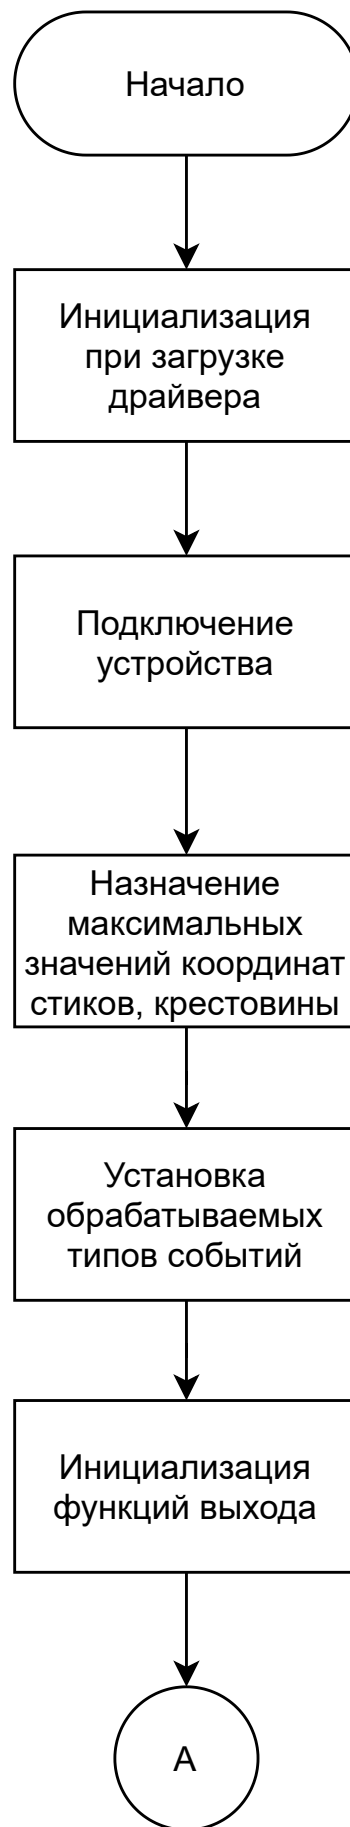 Начало
Инициализация
при загрузке
драйвера
Подключение
устройства
Назначение
максимальных
значений координат
стиков, крестовины
Установка
обрабатываемых
типов событий
Инициализация
функций выхода
А